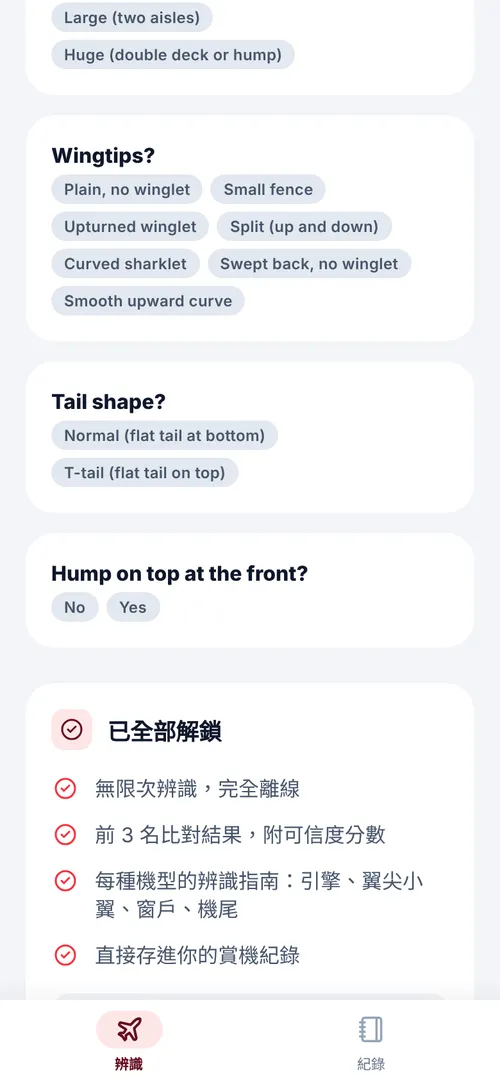 Large (two aisles)
Huge (double deck or hump)
Wingtips?
Plain, no winglet
Small fence
Upturned winglet
Split (up and down)
Curved sharklet
Swept back, no winglet
Smooth upward curve
Tail shape?
Normal (flat tail at bottom)
T-tail (flat tail on top)
Hump on top at the front?
No
Yes
已全部解鎖
無限次辨識，完全離線
前 3 名比對結果，附可信度分數
每種機型的辨識指南：引擎、翼尖小
翼、窗戶、機尾
直接存進你的賞機紀錄
辨識
紀錄